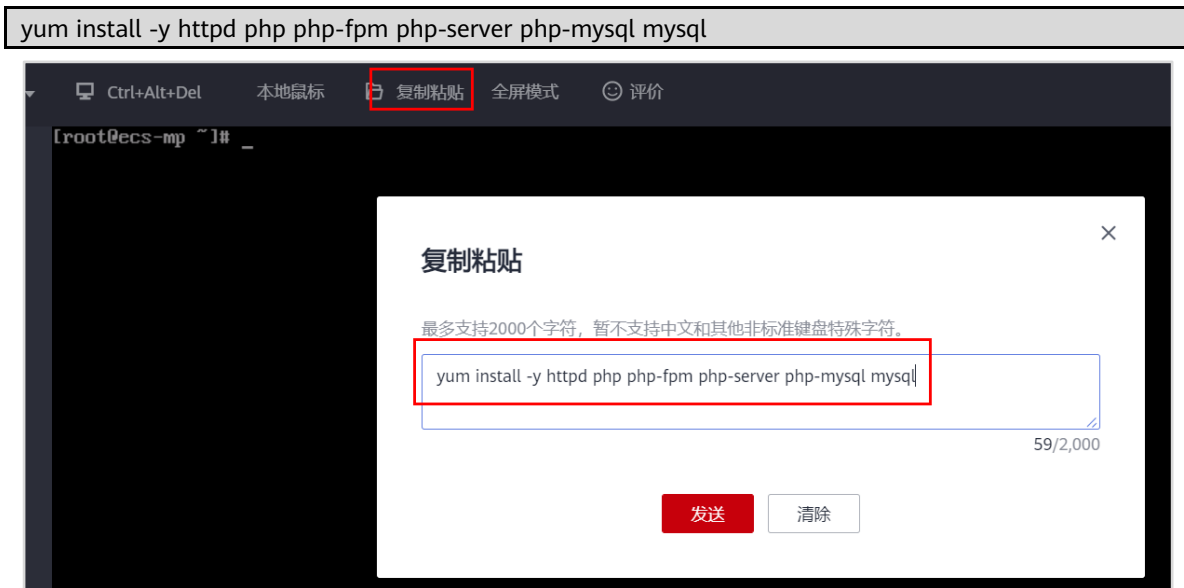 yum install -y httpd php php-fpm php-server php-mysql mysql
Ctrl+Alt+Del 本地鼠标 复制粘贴 全屏模式 评价
[root@ecs-mp ~]# _
复制粘贴
最多支持2000个字符，暂不支持中文和其他非标准键盘特殊字符。
yum install -y httpd php php-fpm php-server php-mysql mysql
59/2,000
发送 清除